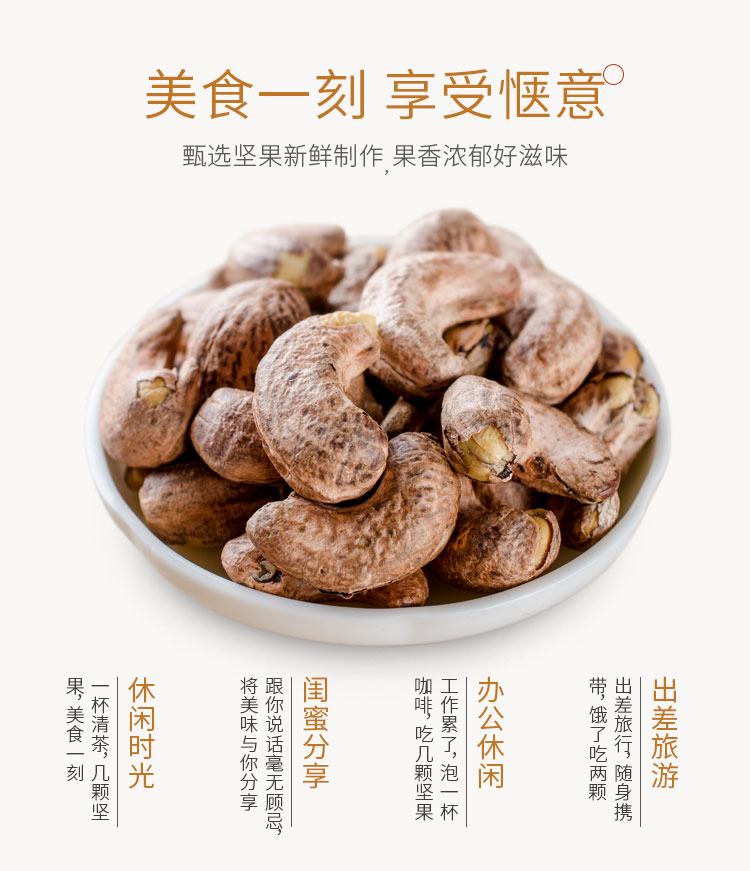 美食一刻 享受惬意
甄选坚果新鲜制作,果香浓郁好滋味
休闲时光
一杯清茶,几颗坚
果,美食一刻
闺蜜分享
跟你说话毫无顾忌,
将美味与你分享
办公休闲
工作累了,泡一杯
咖啡,吃几颗坚果
出差旅游
出差旅行,随身携
带,饿了吃两颗